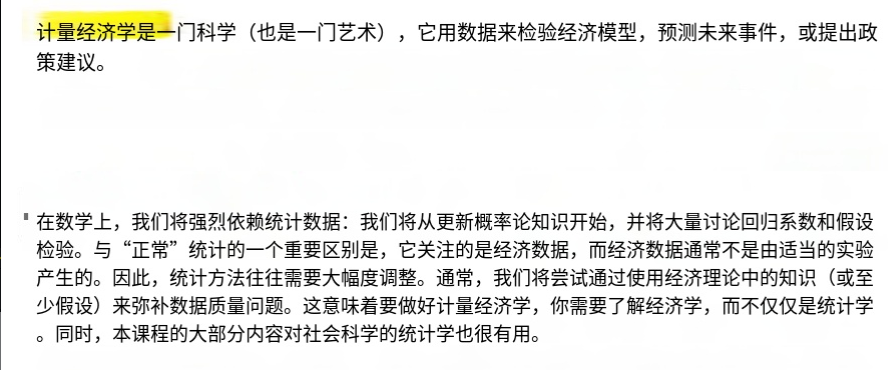 计量经济学是一门科学（也是一门艺术），它用数据来检验经济模型，预测未来事件，或提出政
策建议。
在数学上，我们将强烈依赖统计数据：我们将从更新概率论知识开始，并将大量讨论回归系数和假设
检验。与“正常”统计的一个重要区别是，它关注的是经济数据，而经济数据通常不是由适当的实验
产生的。因此，统计方法往往需要大幅度调整。通常，我们将尝试通过使用经济理论中的知识（或至
少假设）来弥补数据质量问题。这意味着要做好计量经济学，你需要了解经济学，而不仅仅是统计学
。同时，本课程的大部分内容对社会科学的统计学也很有用。